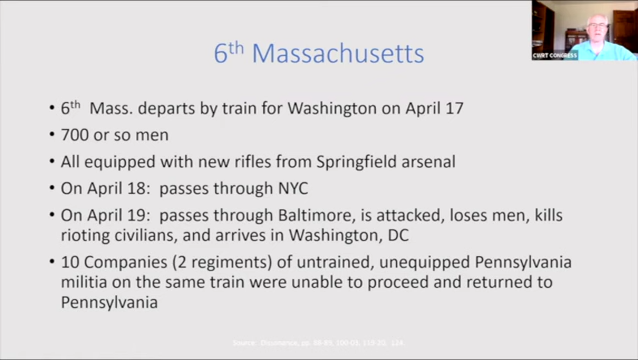 6th Massachusetts
CURT CONGRESS
• 6th Mass. departs by train for Washington on April 17
• 700 or so men
• All equipped with new rifles from Springfield arsenal
• On April 18: passes through NYC
• On April 19: passes through Baltimore, is attacked, loses men, kills
rioting civilians, and arrives in Washington, DC
• 10 Companies (2 regiments) of untrained, unequipped Pennsylvania
militia on the same train were unable to proceed and returned to
Pennsylvania